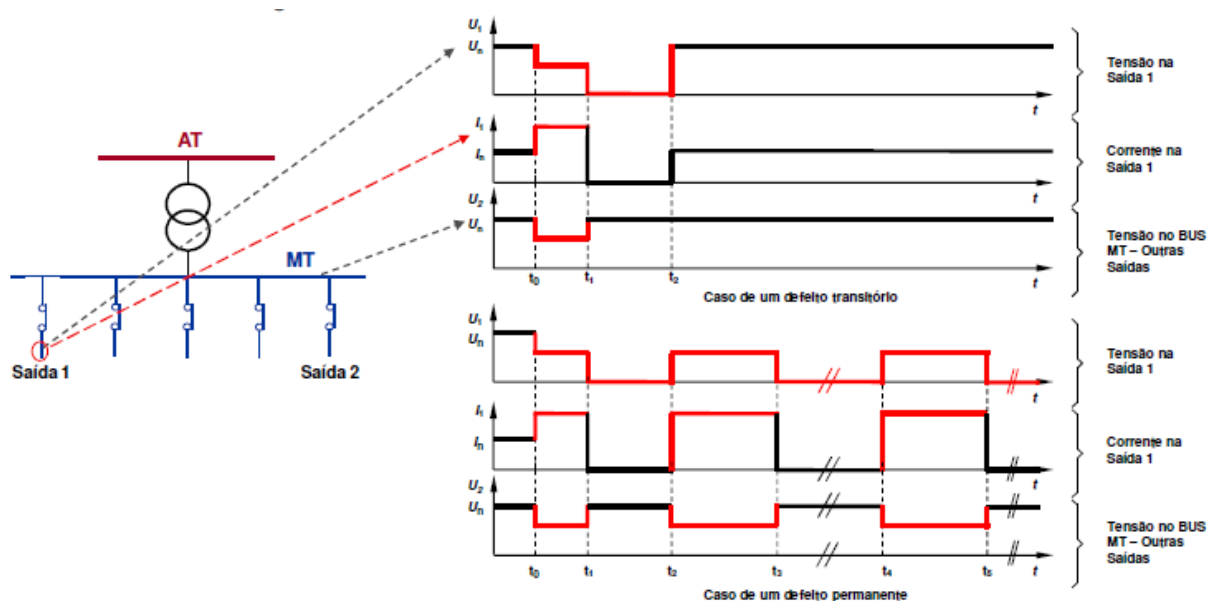 U₁
Uₙ
t
Tensão na
Saída 1
I₁
Iₙ
t
Corrente na
Saída 1
U₂
Uₙ
t
t₀ t₁ t₂
Tensão no BUS
MT – Outras
Saídas
Caso de um defeito transitório
AT
MT
Saída 1
Saída 2
U₁
Uₙ
t
Tensão na
Saída 1
I₁
Iₙ
t
Corrente na
Saída 1
U₂
Uₙ
t
t₀ t₁ t₂ t₃ t₄ t₅
Tensão no BUS
MT – Outras
Saídas
Caso de um defeito permanente